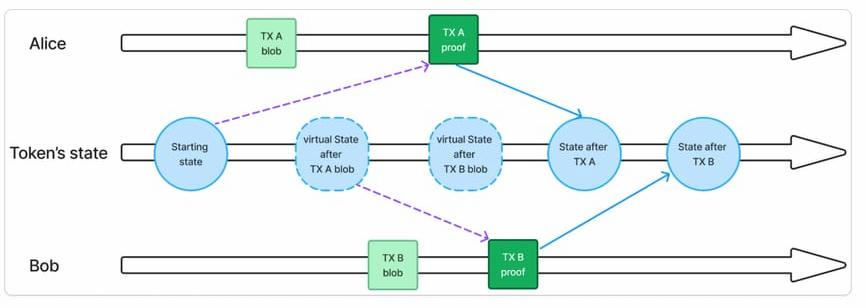 Alice
TX A
blob
TX A
proof
Token's state
Starting
state
virtual State
after
TX A blob
virtual State
after
TX B blob
State after
TX A
State after
TX B
Bob
TX B
blob
TX B
proof